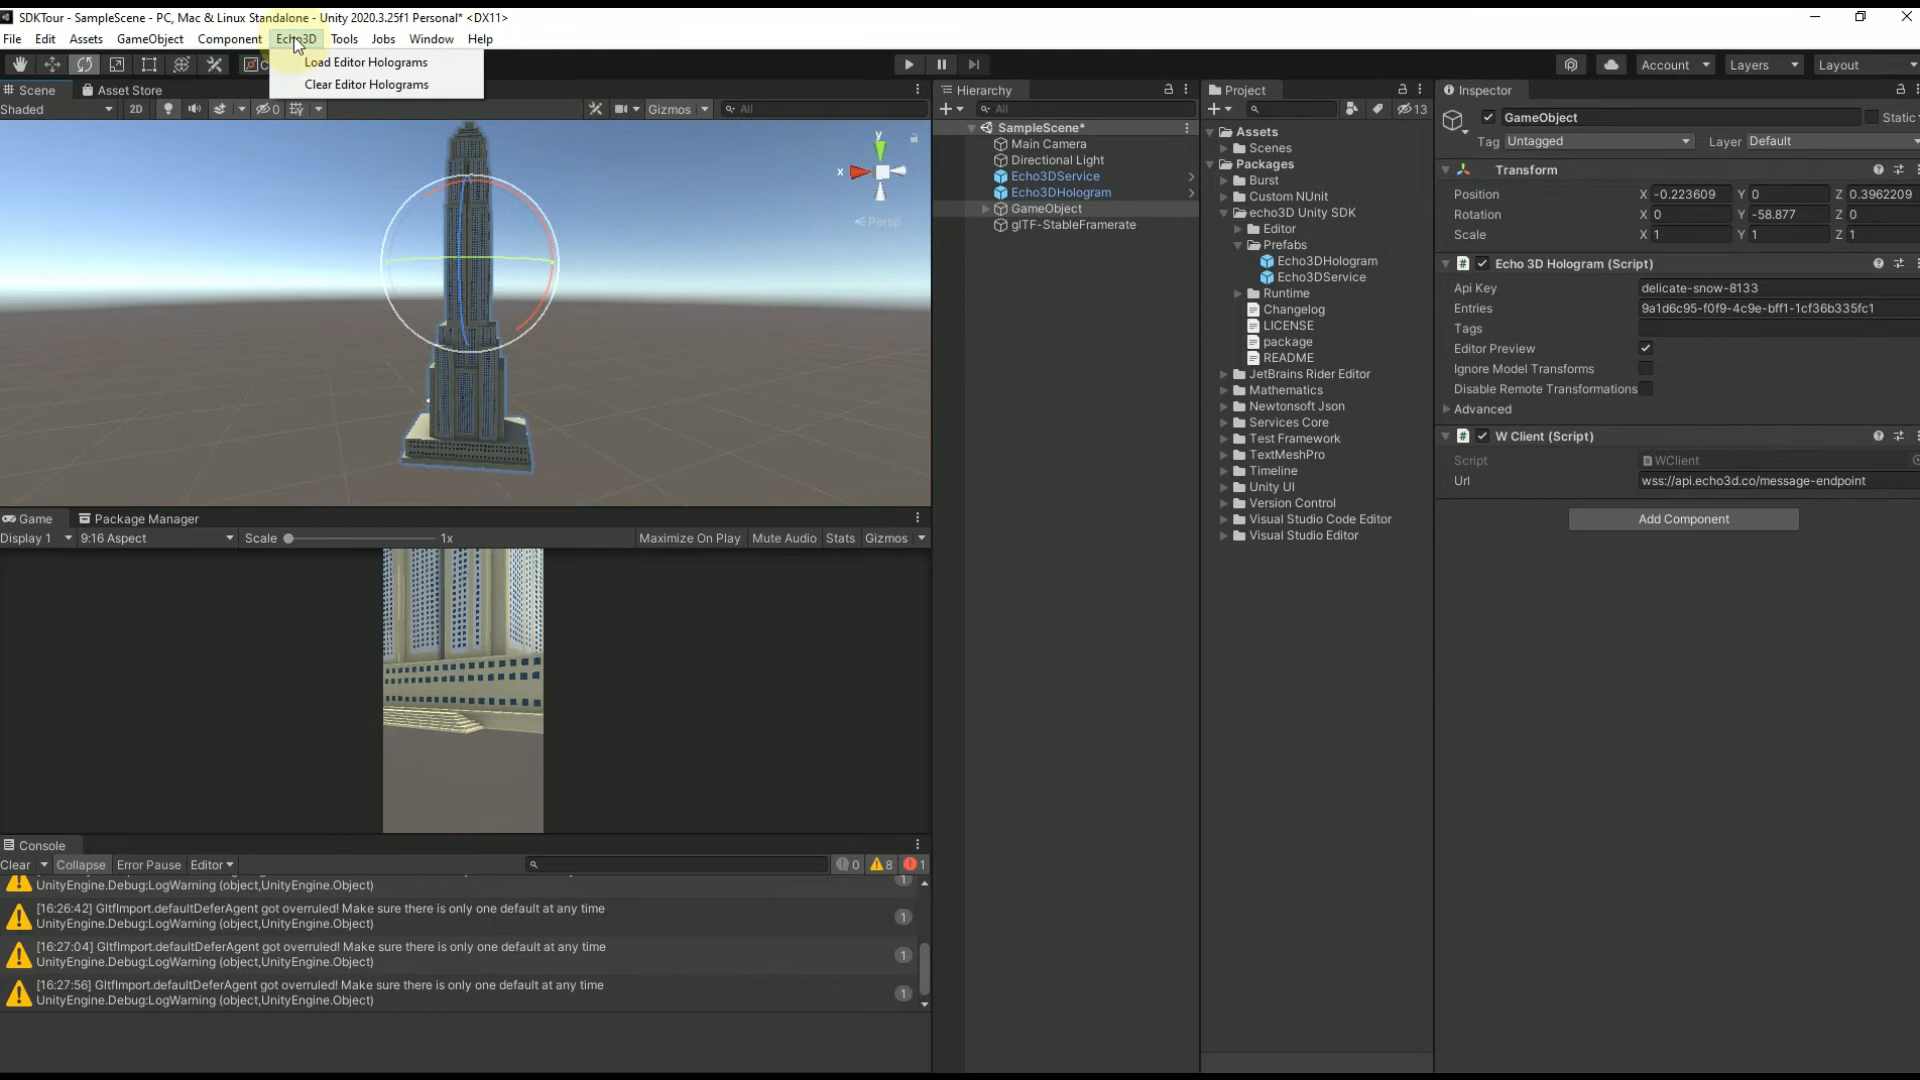 SDKTour - SampleScene - PC, Mac & Linux Standalone - Unity 2020.3.25f1 Personal* <DX11>
File Edit Assets GameObject Component Echo3D Tools Jobs Window Help
Load Editor Holograms
Clear Editor Holograms
Account Layers Layout
Scene Asset Store
Shaded 2D 0 Gizmos All
y
x
Persp
Game Package Manager
Display 1 9:16 Aspect Scale 1x Maximize On Play Mute Audio Stats Gizmos
Console
Clear Collapse Error Pause Editor 0 8 1
UnityEngine.Debug:LogWarning (object,UnityEngine.Object) 1
[16:26:42] GltfImport.defaultDeferAgent got overruled! Make sure there is only one default at any time
UnityEngine.Debug:LogWarning (object,UnityEngine.Object) 1
[16:27:04] GltfImport.defaultDeferAgent got overruled! Make sure there is only one default at any time
UnityEngine.Debug:LogWarning (object,UnityEngine.Object) 1
[16:27:56] GltfImport.defaultDeferAgent got overruled! Make sure there is only one default at any time
UnityEngine.Debug:LogWarning (object,UnityEngine.Object) 1
Hierarchy
All
SampleScene*
Main Camera
Directional Light
Echo3DService
Echo3DHologram
GameObject
glTF-StableFramerate
Project
13
Assets
Scenes
Packages
Burst
Custom NUnit
echo3D Unity SDK
Editor
Prefabs
Echo3DHologram
Echo3DService
Runtime
Changelog
LICENSE
package
README
JetBrains Rider Editor
Mathematics
Newtonsoft Json
Services Core
Test Framework
TextMeshPro
Timeline
Unity UI
Version Control
Visual Studio Code Editor
Visual Studio Editor
Inspector
GameObject Static
Tag Untagged Layer Default
Transform
Position X -0.223609 Y 0 Z 0.3962209
Rotation X 0 Y -58.877 Z 0
Scale X 1 Y 1 Z 1
Echo 3D Hologram (Script)
Api Key delicate-snow-8133
Entries 9a1d6c95-f0f9-4c9e-bff1-1cf36b335fc1
Tags
Editor Preview
Ignore Model Transforms
Disable Remote Transformations
Advanced
W Client (Script)
Script WClient
Url wss://api.echo3d.co/message-endpoint
Add Component